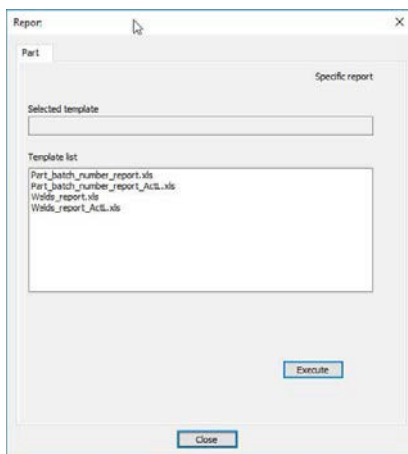 Report
Part
Specific report
Selected template
Template list
Part_batch_number_report.xls
Part_batch_number_report_ActL.xls
Welds_report.xls
Welds_report_ActL.xls
Execute
Close